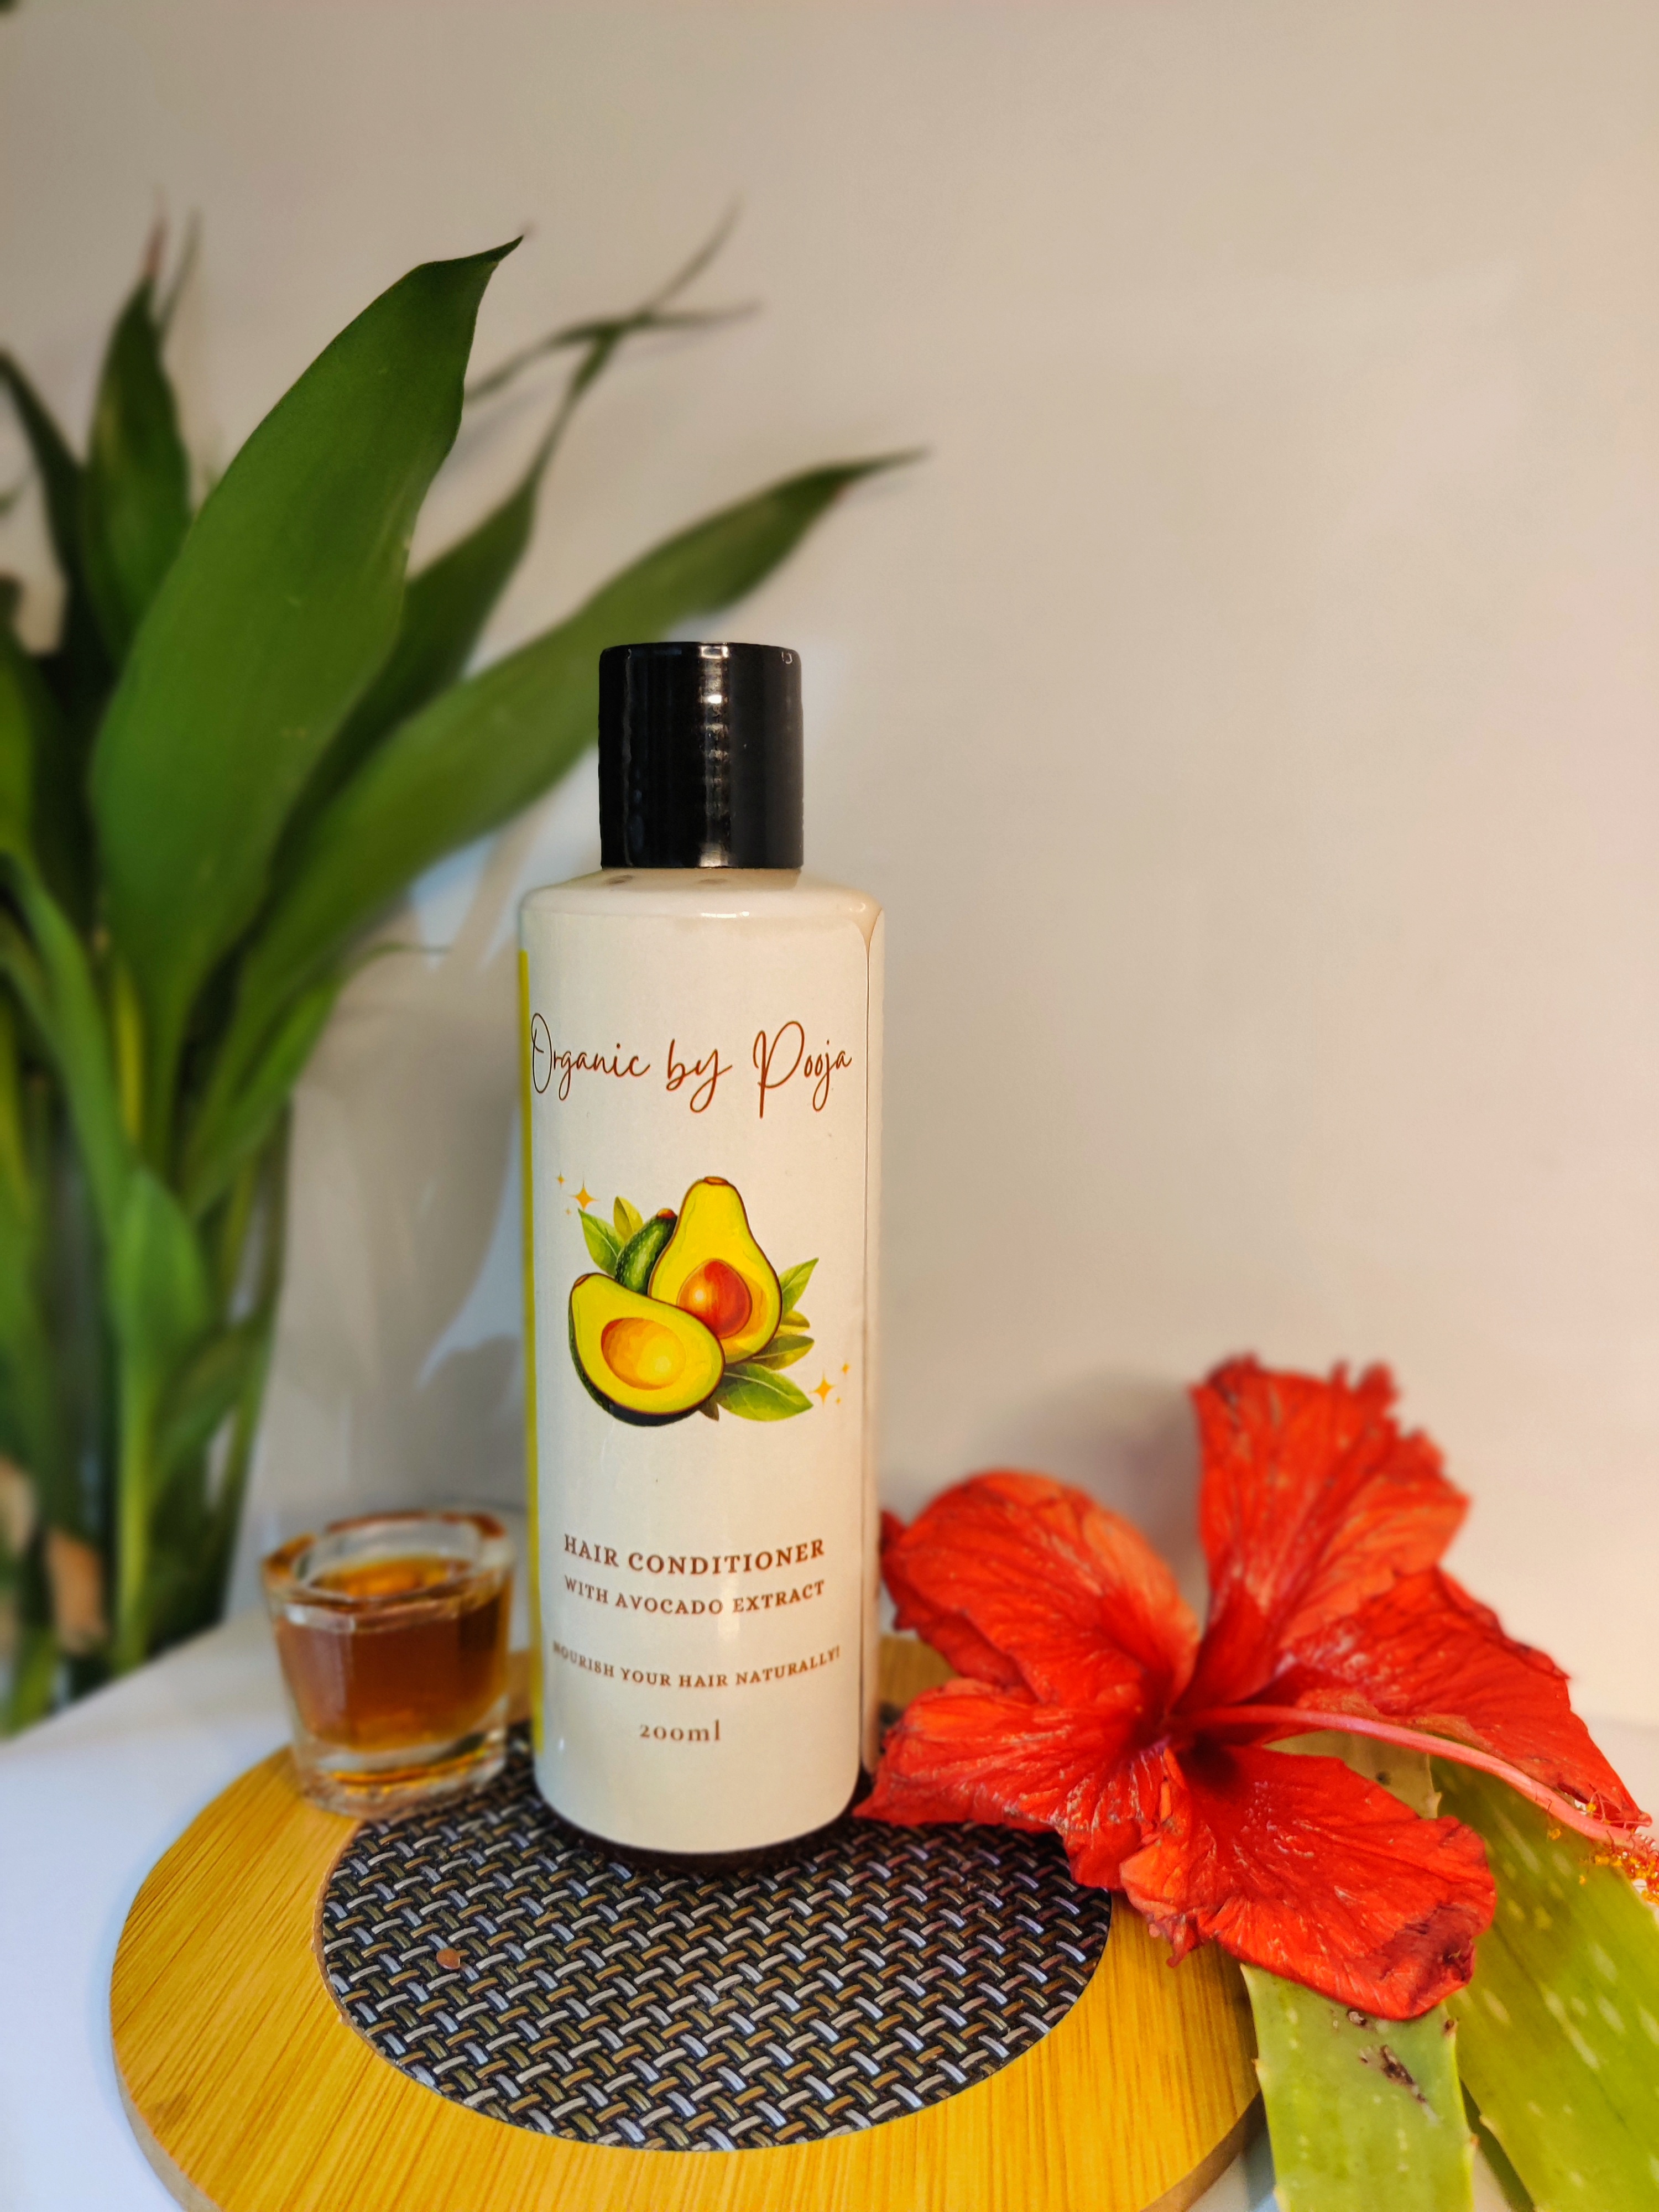 Organic by Pooja
HAIR CONDITIONER
WITH AVOCADO EXTRACT
NOURISH YOUR HAIR NATURALLY!
200ml